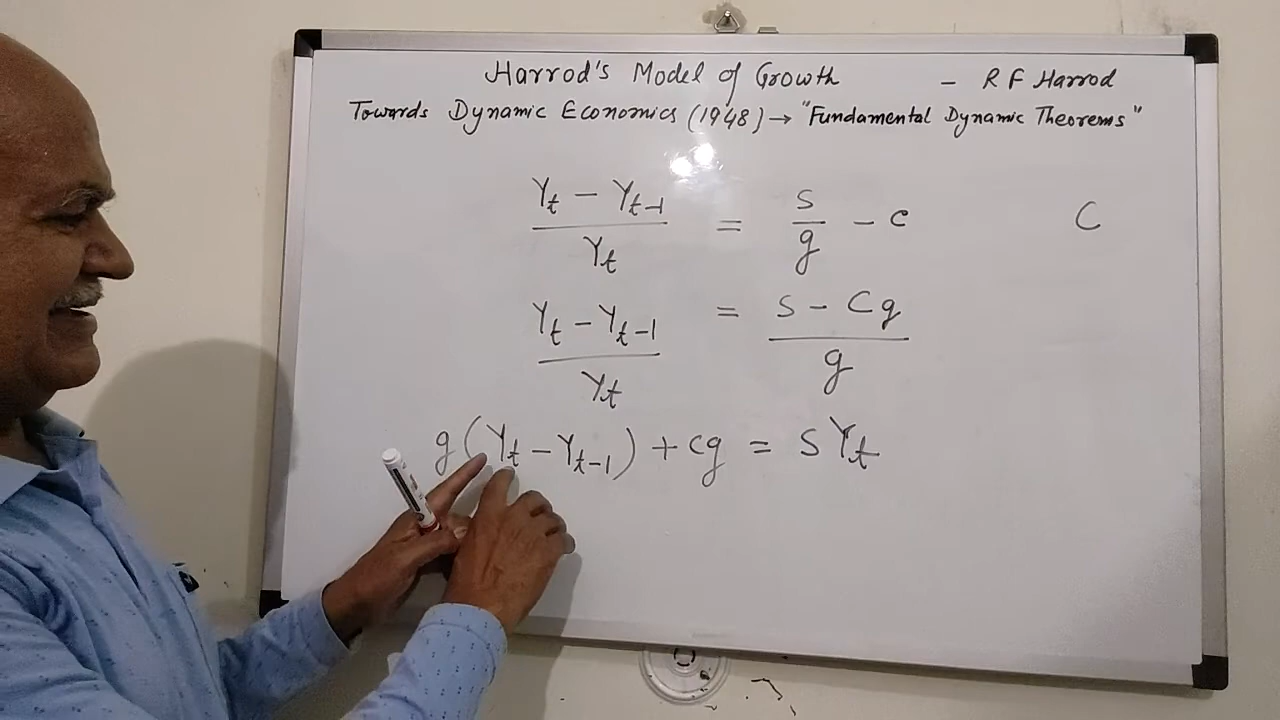 Harrod's Model of Growth - R F Harrod
Towards Dynamic Economics (1948) → "Fundamental Dynamic Theorems"
(Yt - Yt-1) / Yt = s / g - c C
(Yt - Yt-1) / Yt = (s - Cg) / g
g(Yt - Yt-1) + cg = sYt